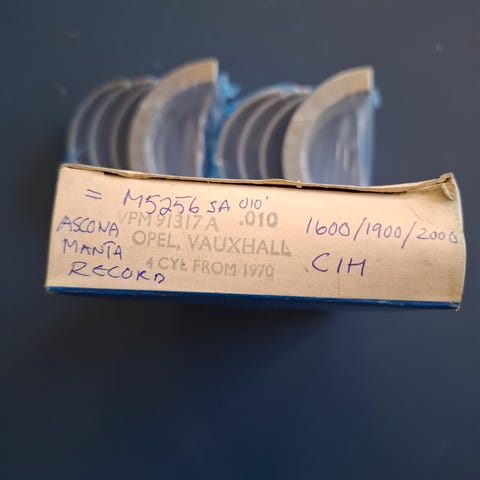 = M5256 SA 010'
VPM 91317 A .010
OPEL, VAUXHALL
4 CYL FROM 1970
ASCONA
MANTA
RECORD
1600/1900/2000
CIH